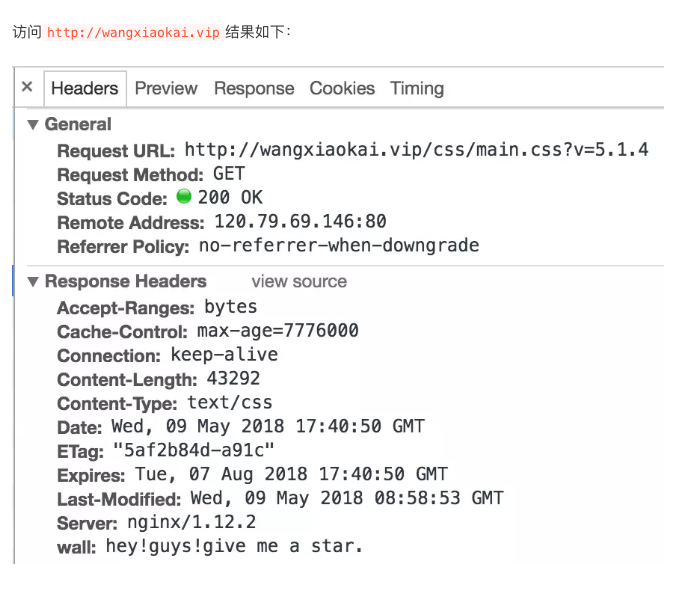 访问 http://wangxiaokai.vip 结果如下：
× Headers Preview Response Cookies Timing
▼ General
Request URL: http://wangxiaokai.vip/css/main.css?v=5.1.4
Request Method: GET
Status Code: 200 OK
Remote Address: 120.79.69.146:80
Referrer Policy: no-referrer-when-downgrade
▼ Response Headers view source
Accept-Ranges: bytes
Cache-Control: max-age=7776000
Connection: keep-alive
Content-Length: 43292
Content-Type: text/css
Date: Wed, 09 May 2018 17:40:50 GMT
ETag: "5af2b84d-a91c"
Expires: Tue, 07 Aug 2018 17:40:50 GMT
Last-Modified: Wed, 09 May 2018 08:58:53 GMT
Server: nginx/1.12.2
wall: hey!guys!give me a star.